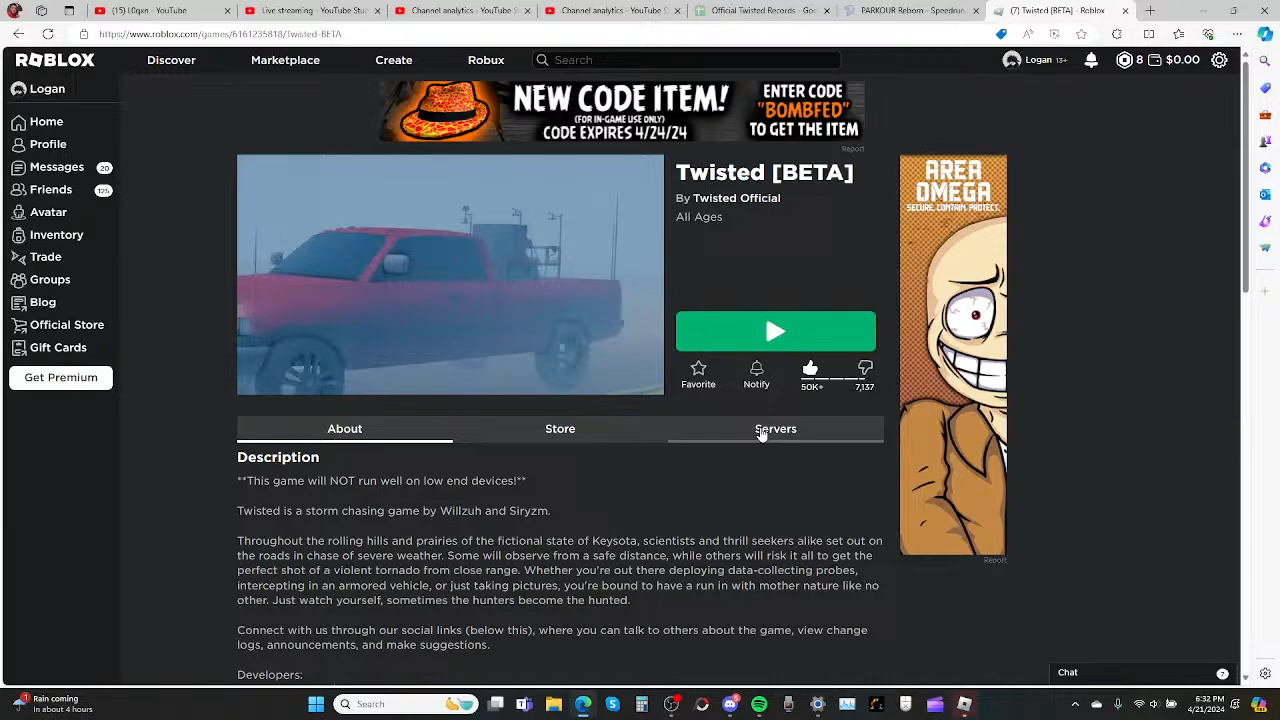 (15) 0qxn - YouTube
Live streaming - YouTube Stu
Channel analytics - YouTube S
Channel analytics - YouTube S
Official Twisted Records - Goo
PARKOUR Reborn - Speedrun
(7) Twisted [BETA] - Roblox
https://www.roblox.com/games/6161235818/Twisted-BETA
ROBLOX
Discover
Marketplace
Create
Robux
Search
Logan 13+
8
$0.00
Logan
Home
Profile
Messages 20
Friends 125
Avatar
Inventory
Trade
Groups
Blog
Official Store
Gift Cards
Get Premium
NEW CODE ITEM!
(FOR IN-GAME USE ONLY)
CODE EXPIRES 4/24/24
ENTER CODE
"BOMBFED"
TO GET THE ITEM
Report
Twisted [BETA]
By Twisted Official
All Ages
Favorite
Notify
50K+
7,137
AREA
OMEGA
SECURE. CONTAIN. PROTECT.
Report
About
Store
Servers
Description
**This game will NOT run well on low end devices!**
Twisted is a storm chasing game by Willzuh and Siryzm.
Throughout the rolling hills and prairies of the fictional state of Keysota, scientists and thrill seekers alike set out on
the roads in chase of severe weather. Some will observe from a safe distance, while others will risk it all to get the
perfect shot of a violent tornado from close range. Whether you're out there deploying data-collecting probes,
intercepting in an armored vehicle, or just taking pictures, you're bound to have a run in with mother nature like no
other. Just watch yourself, sometimes the hunters become the hunted.
Connect with us through our social links (below this), where you can talk to others about the game, view change
logs, announcements, and make suggestions.
Developers:
Chat
7
1
Rain coming
In about 4 hours
Search
5
6:32 PM
4/21/2024